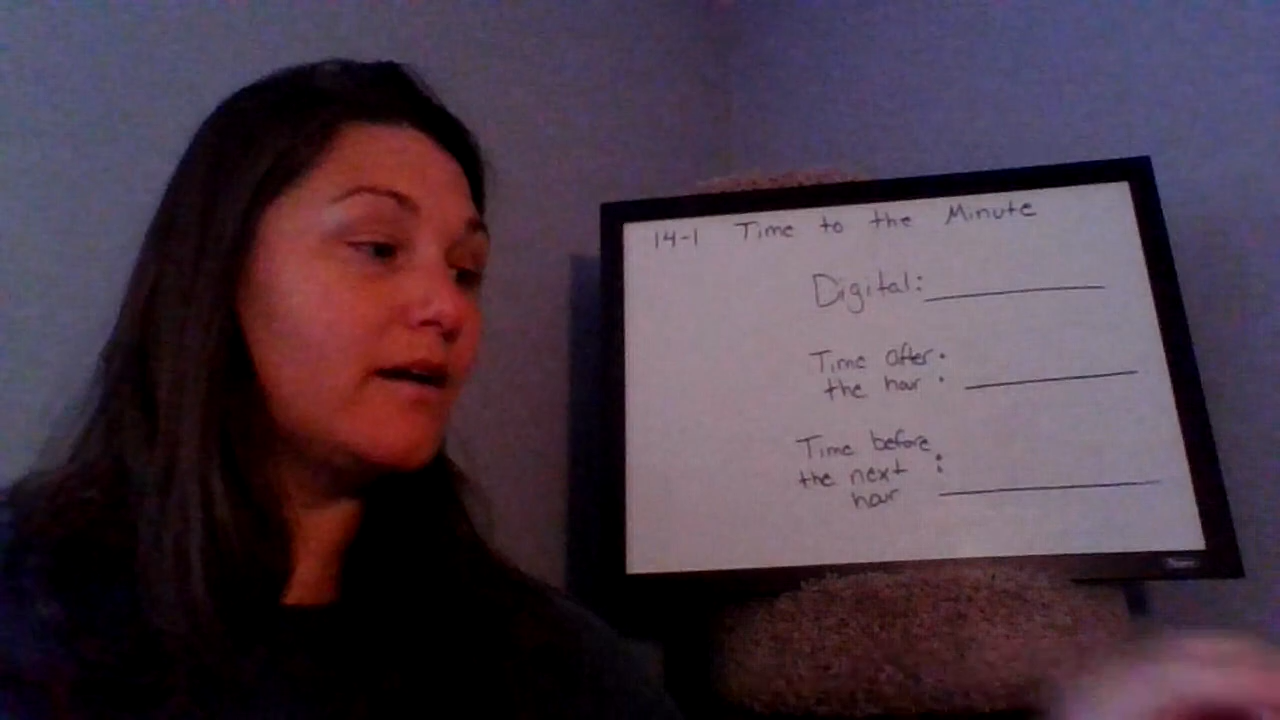 14-1 Time to the Minute
Digital:
Time after
the hour :
Time before
the next :
hour